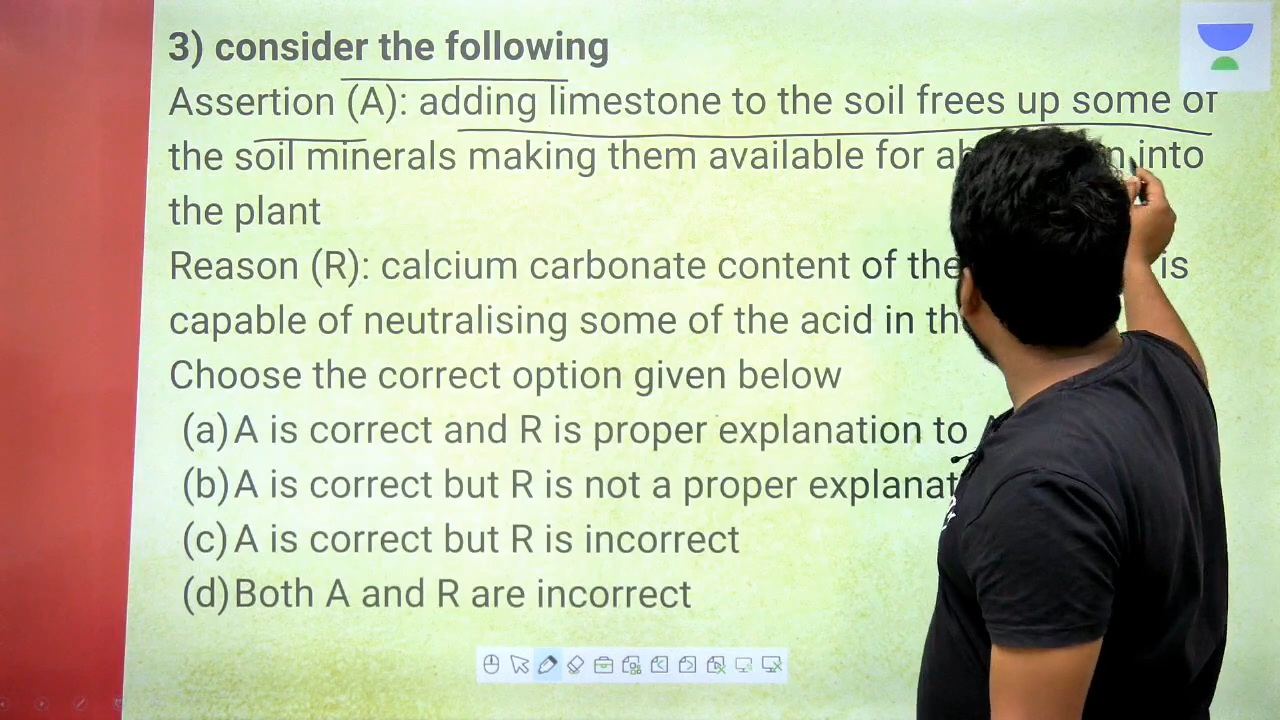 3) consider the following
Assertion (A): adding limestone to the soil frees up some of
the soil minerals making them available for into
the plant
Reason (R): calcium carbonate content of the is
capable of neutralising some of the acid in
Choose the correct option given below
(a) A is correct and R is proper explanation to
(b) A is correct but R is not a proper
(c) A is correct but R is incorrect
(d) Both A and R are incorrect